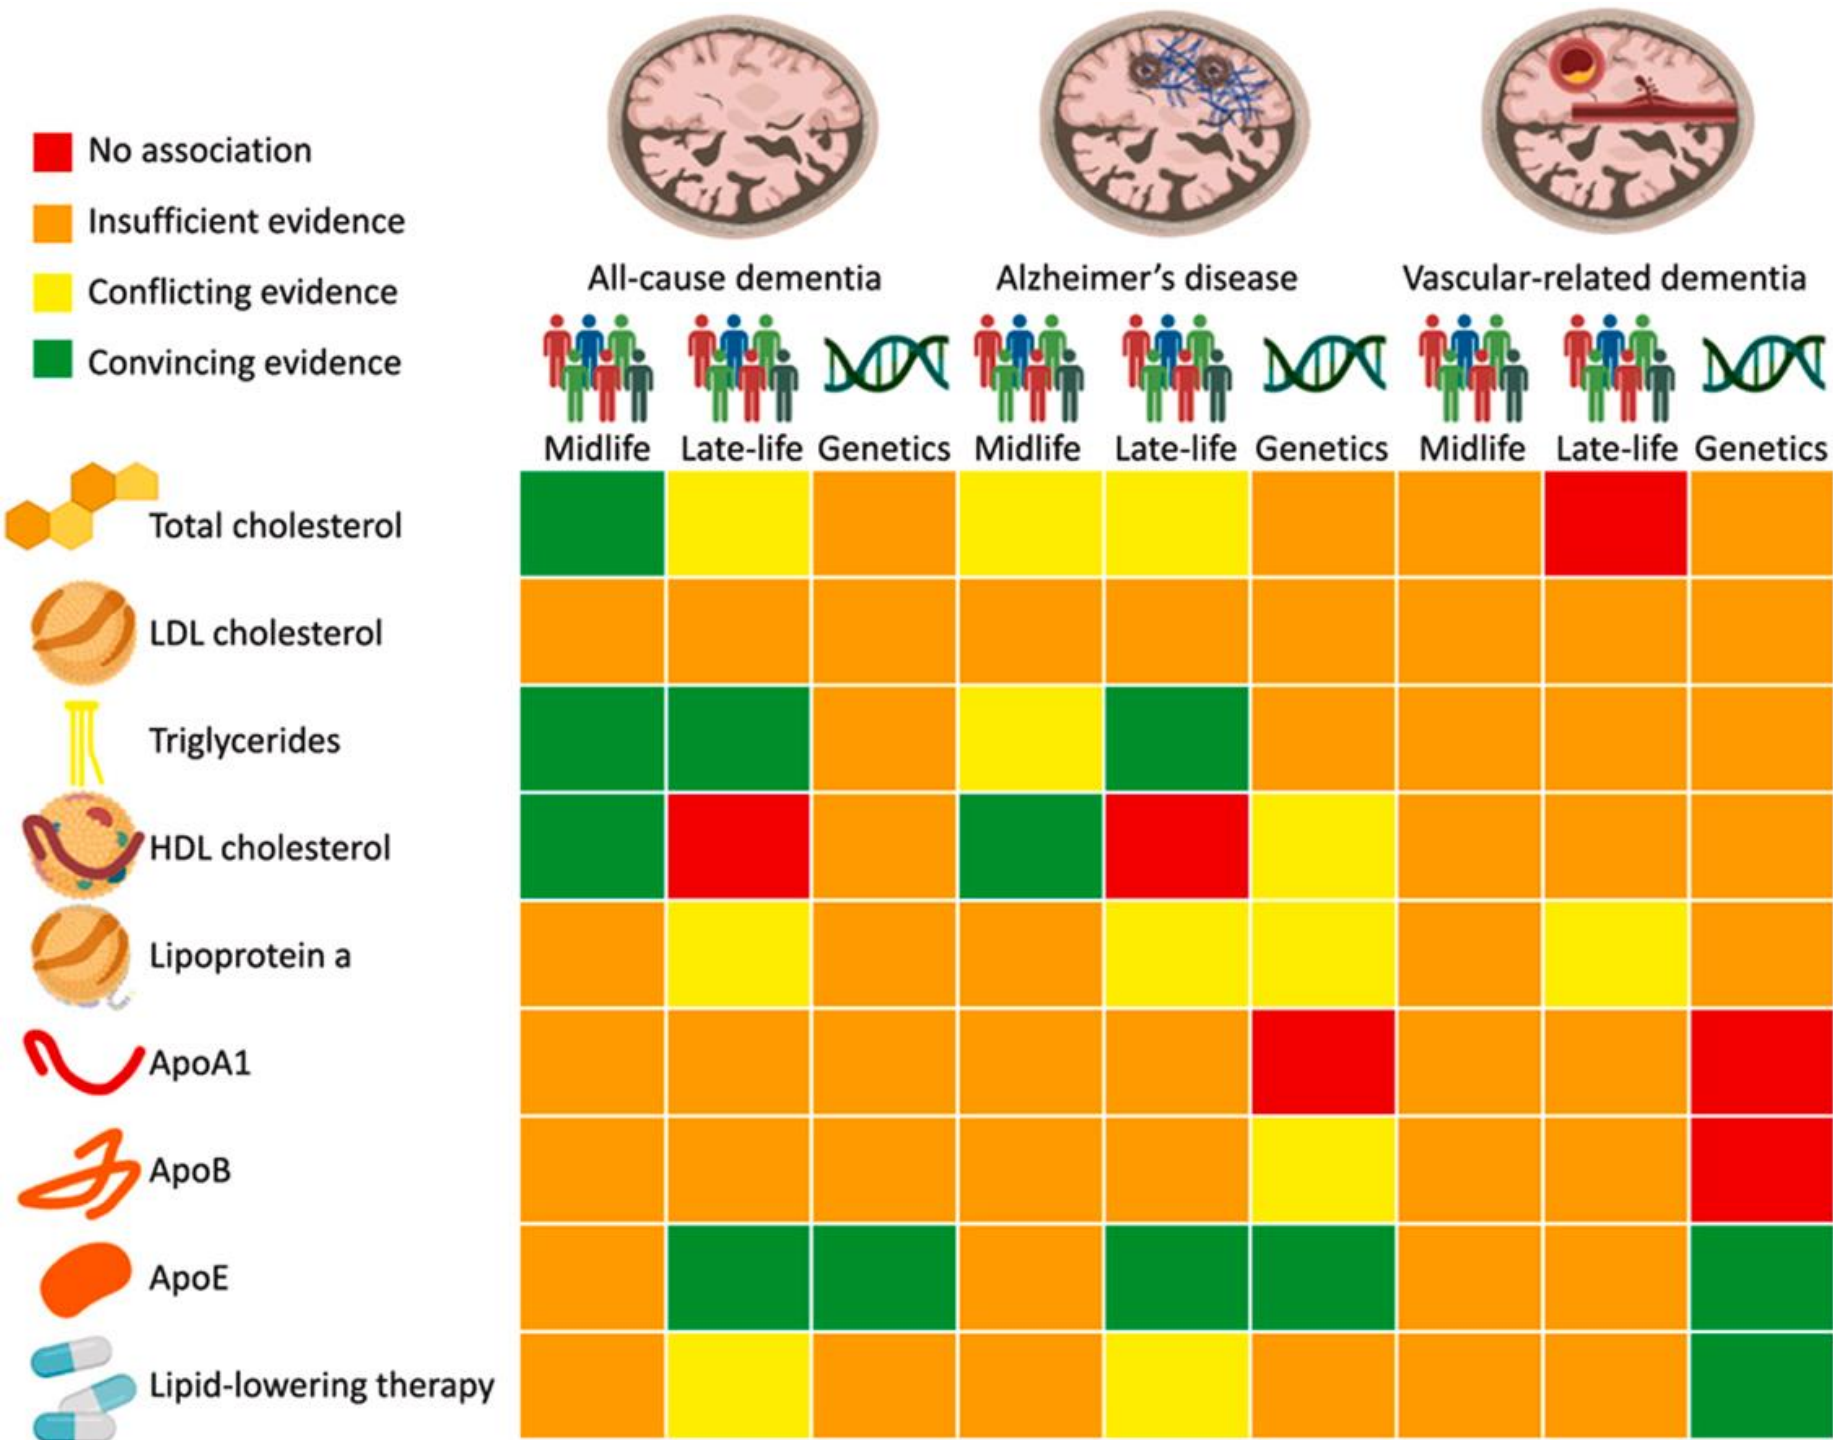 No association
Insufficient evidence
Conflicting evidence
Convincing evidence
All-cause dementia Alzheimer’s disease Vascular-related dementia
Midlife Late-life Genetics Midlife Late-life Genetics Midlife Late-life Genetics
Total cholesterol
LDL cholesterol
Triglycerides
HDL cholesterol
Lipoprotein a
ApoA1
ApoB
ApoE
Lipid-lowering therapy